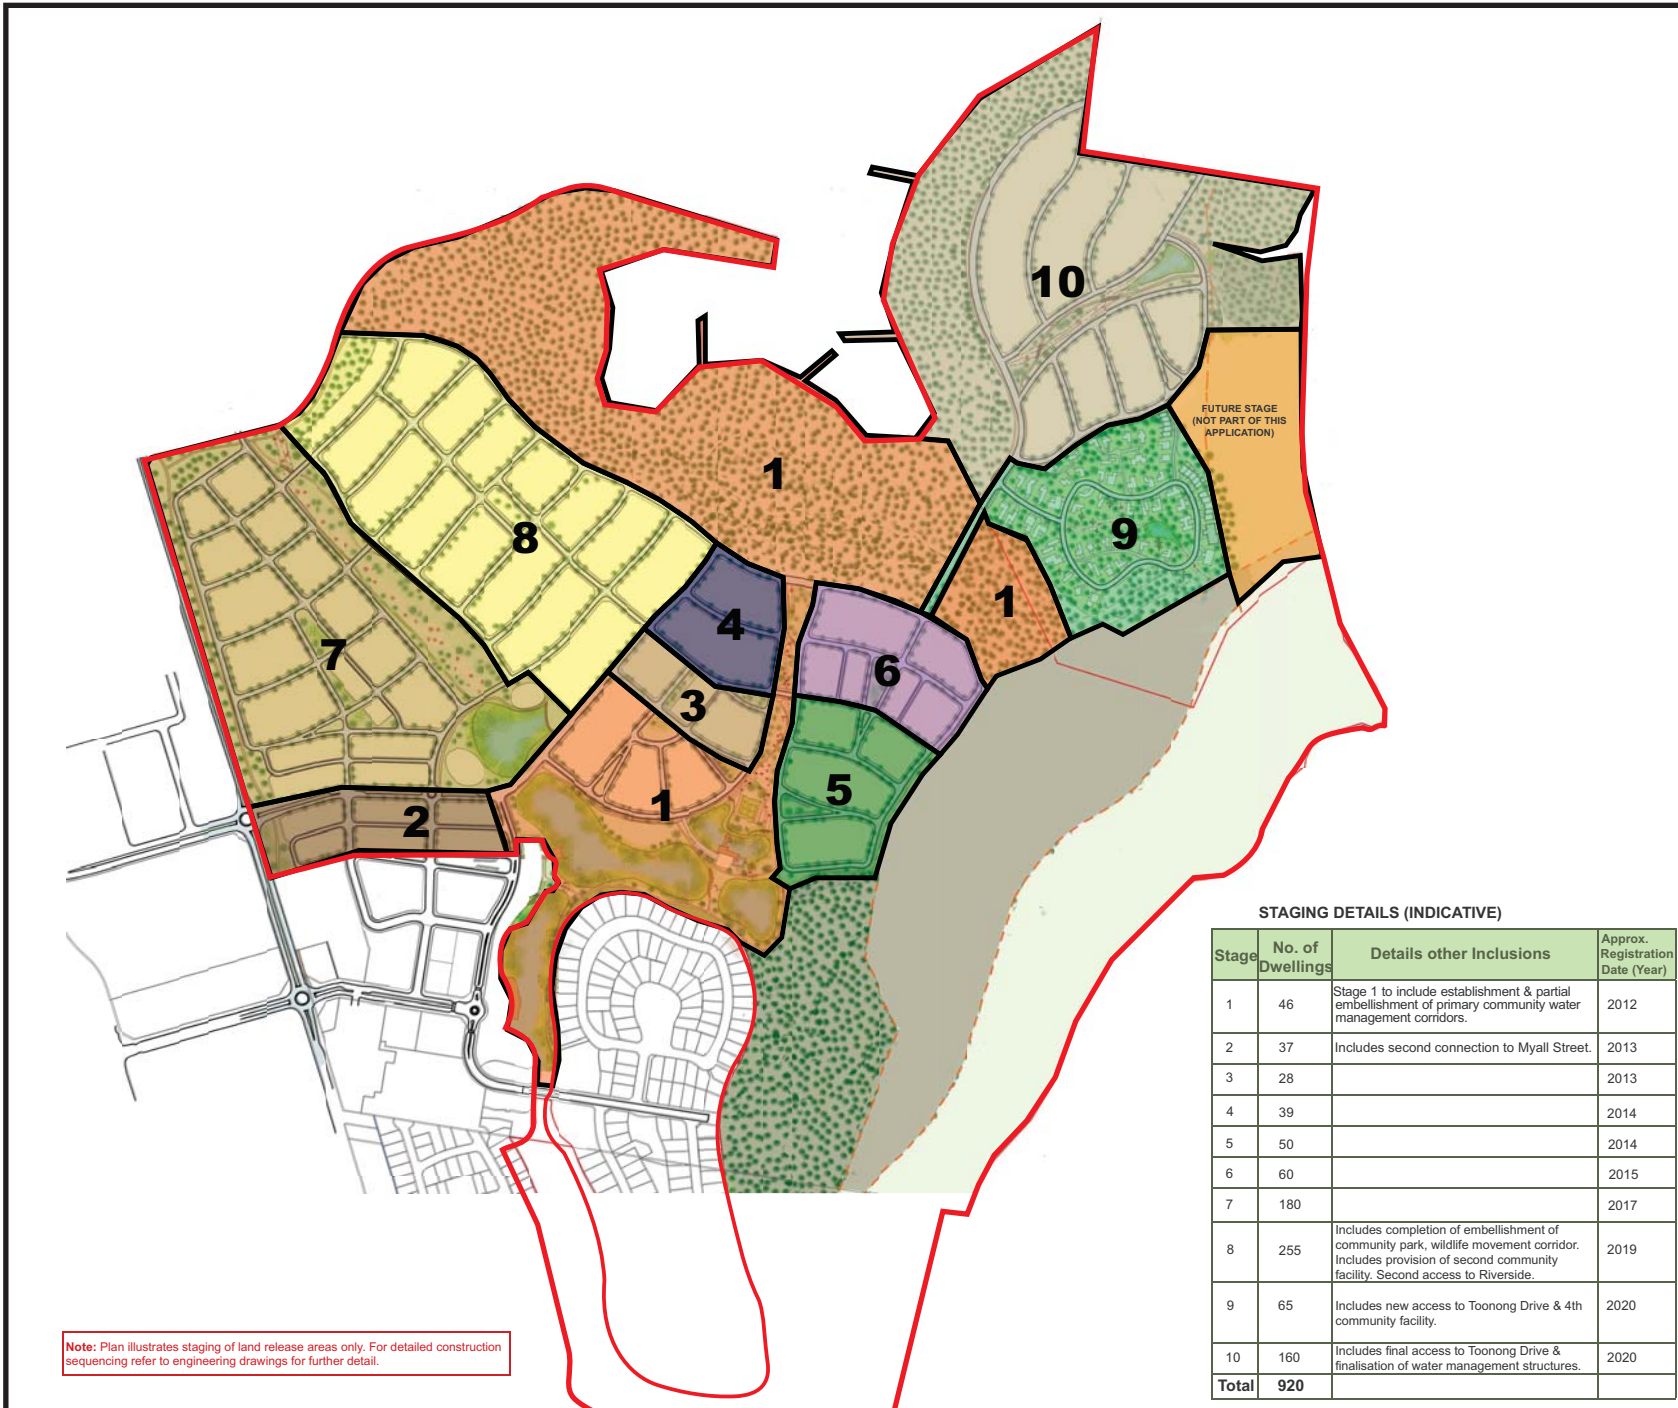 10
FUTURE STAGE
(NOT PART OF THIS
APPLICATION)
1
8
9
1
4
7
6
3
5
1
2
STAGING DETAILS (INDICATIVE)
Stage No. of Dwellings Details other Inclusions Approx. Registration Date (Year)
1 46 Stage 1 to include establishment & partial
embellishment of primary community water
management corridors. 2012
2 37 Includes second connection to Myall Street. 2013
3 28 2013
4 39 2014
5 50 2014
6 60 2015
7 180 2017
8 255 Includes completion of embellishment of
community park, wildlife movement corridor.
Includes provision of second community
facility. Second access to Riverside. 2019
9 65 Includes new access to Toonong Drive & 4th
community facility. 2020
10 160 Includes final access to Toonong Drive &
finalisation of water management structures. 2020
Total 920
Note: Plan illustrates staging of land release areas only. For detailed construction
sequencing refer to engineering drawings for further detail.